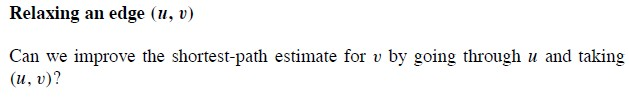 Relaxing an edge (u, v)
Can we improve the shortest-path estimate for v by going through u and taking
(u, v)?